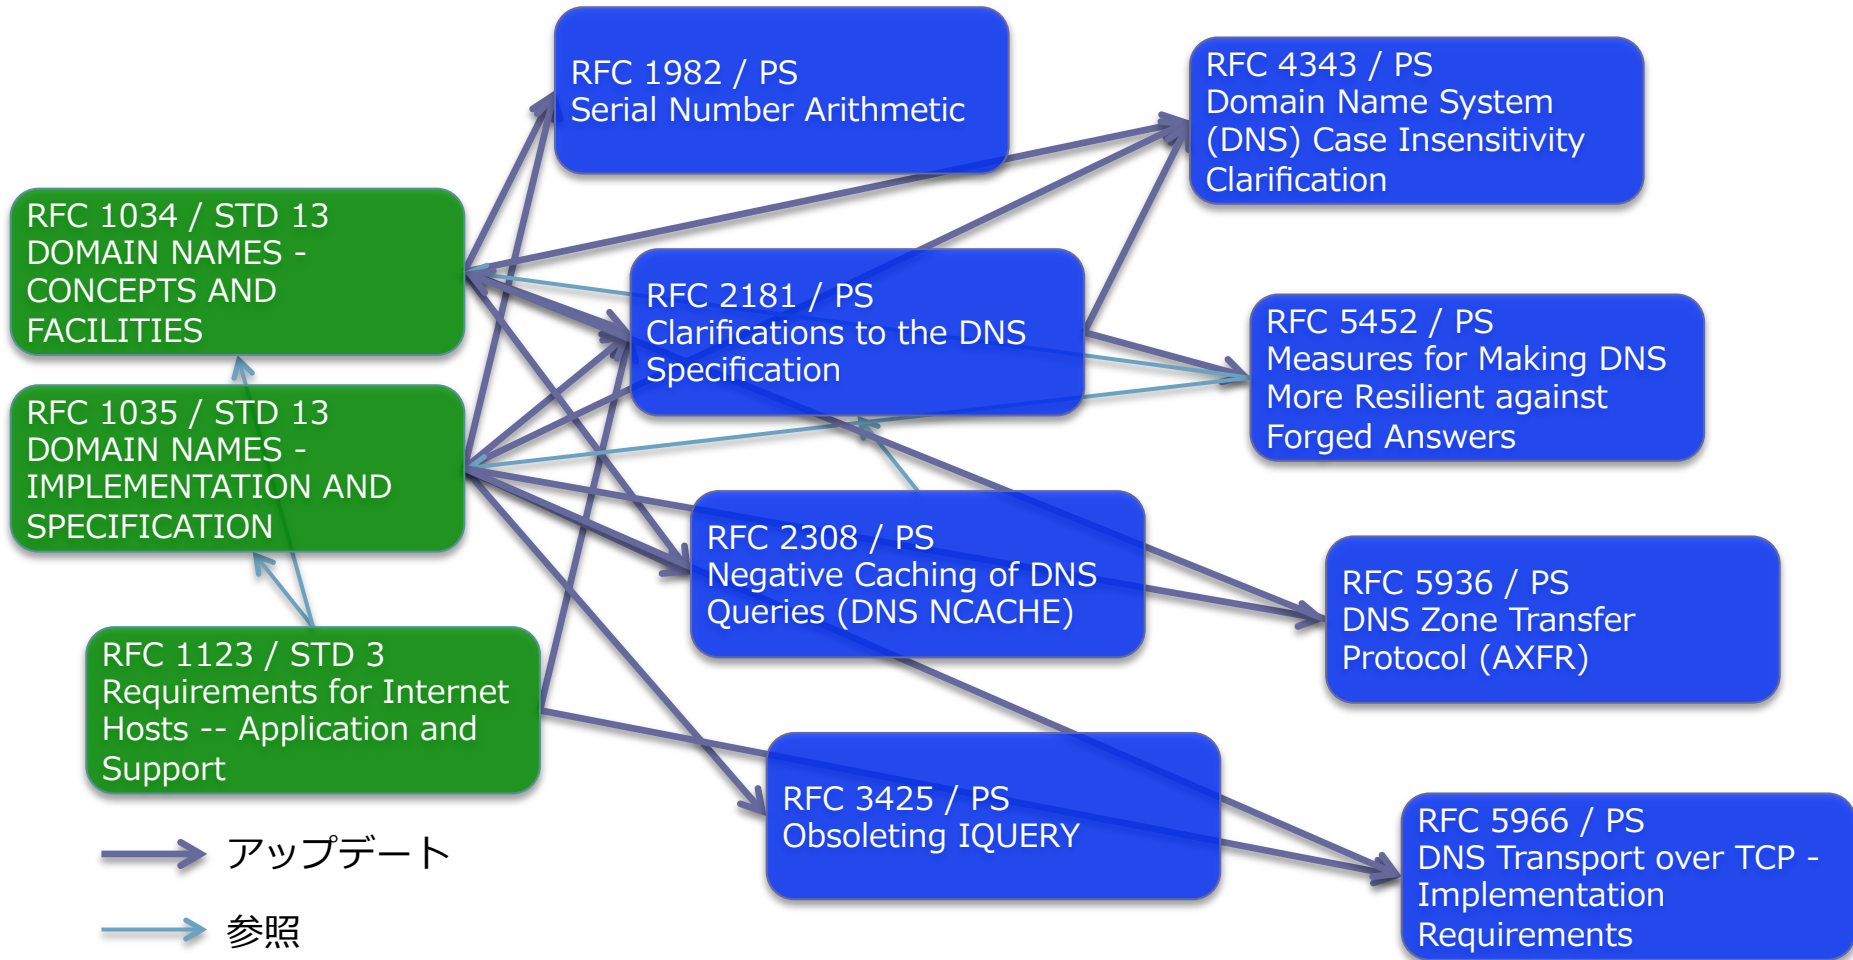 RFC 1982 / PS
Serial Number Arithmetic
RFC 4343 / PS
Domain Name System
(DNS) Case Insensitivity
Clarification
RFC 1034 / STD 13
DOMAIN NAMES -
CONCEPTS AND
FACILITIES
RFC 2181 / PS
Clarifications to the DNS
Specification
RFC 5452 / PS
Measures for Making DNS
More Resilient against
Forged Answers
RFC 1035 / STD 13
DOMAIN NAMES -
IMPLEMENTATION AND
SPECIFICATION
RFC 2308 / PS
Negative Caching of DNS
Queries (DNS NCACHE)
RFC 5936 / PS
DNS Zone Transfer
Protocol (AXFR)
RFC 1123 / STD 3
Requirements for Internet
Hosts -- Application and
Support
RFC 3425 / PS
Obsoleting IQUERY
RFC 5966 / PS
DNS Transport over TCP -
Implementation
Requirements
アップデート
参照